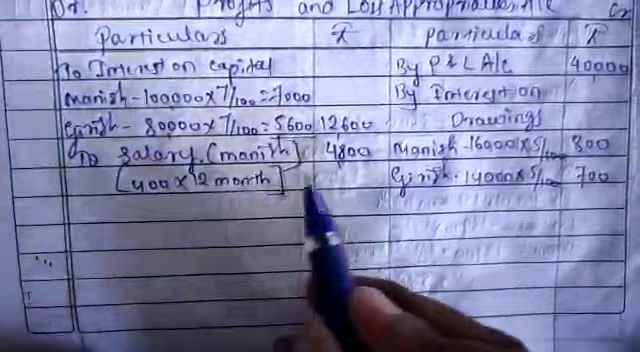 Dr. Profits and Loss Appropriation A/c Cr
Particulars ₹ Particulars ₹
To Interest on capital By P & L A/c 40000
Manish - 100000 x 7/100 = 7000 By Interest on
Girish - 80000 x 7/100 = 5600 12600 Drawings
To Salary (Manish) 4800 Manish - 16000 x 5/100 800
[400 x 12 month] Girish - 14000 x 5/100 700